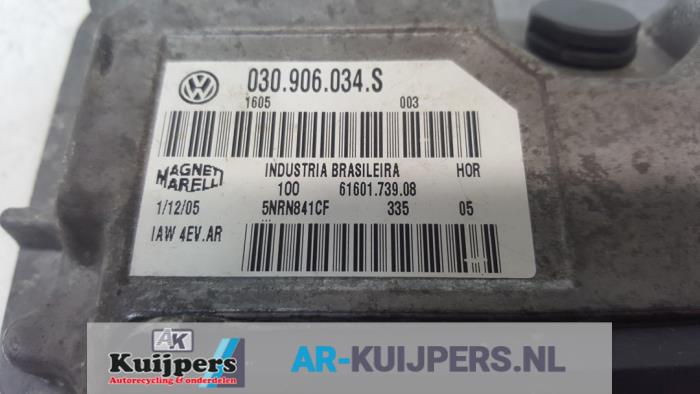 030.906.034.S
1605 003
MAGNETI MARELLI
INDUSTRIA BRASILEIRA HOR
100 61601.739.08
1/12/05 5NRN841CF 335 05
IAW 4EV.AR
AK
Kuijpers
Autorecycling & onderdelen
AR-KUIJPERS.NL